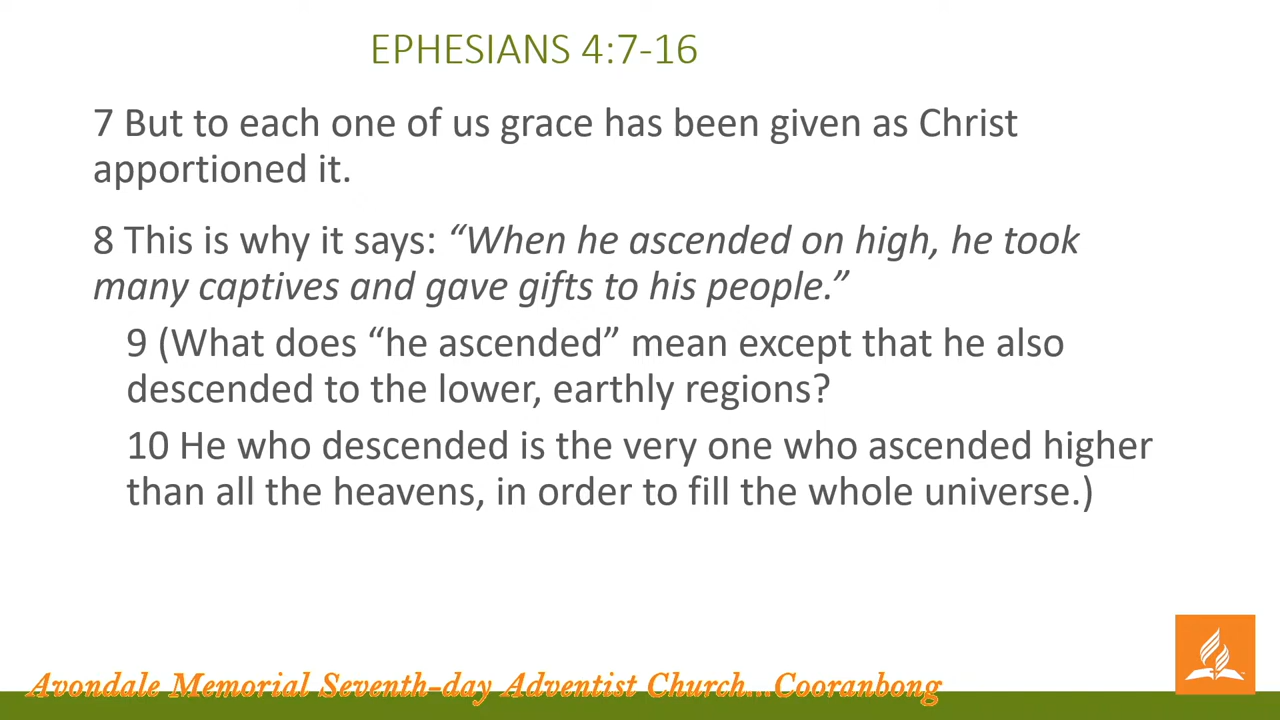 EPHESIANS 4:7-16
7 But to each one of us grace has been given as Christ
apportioned it.
8 This is why it says: “When he ascended on high, he took
many captives and gave gifts to his people.”
9 (What does “he ascended” mean except that he also
descended to the lower, earthly regions?
10 He who descended is the very one who ascended higher
than all the heavens, in order to fill the whole universe.)
Avondale Memorial Seventh-day Adventist Church...Cooranbong